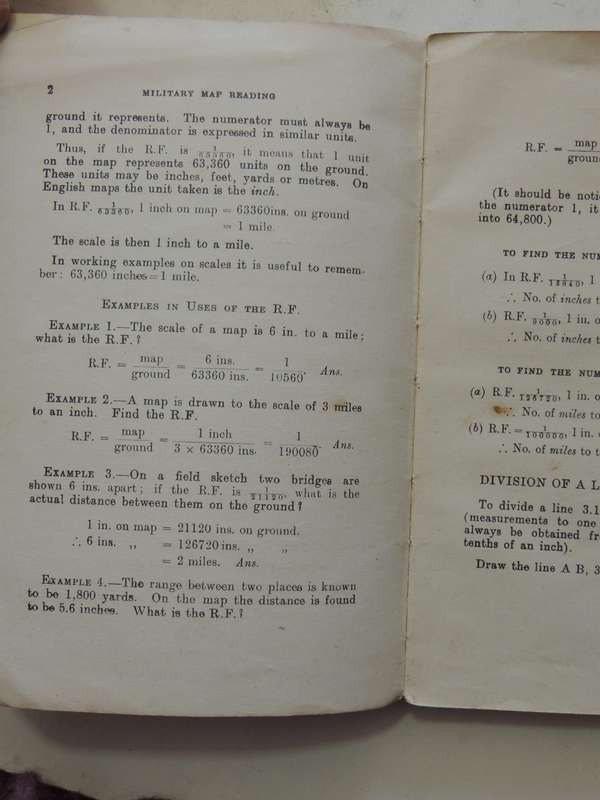 2
MILITARY MAP READING
ground it represents. The numerator must always be
1, and the denominator is expressed in similar units.
Thus, if the R.F. is 1/63360, it means that 1 unit
on the map represents 63,360 units on the ground.
These units may be inches, feet, yards or metres. On
English maps the unit taken is the inch.
In R.F. 1/63360, 1 inch on map = 63360ins. on ground
= 1 mile.
The scale is then 1 inch to a mile.
In working examples on scales it is useful to remem-
ber: 63,360 inches=1 mile.
EXAMPLES IN USES OF THE R.F.
EXAMPLE 1.—The scale of a map is 6 in. to a mile;
what is the R.F.?
R.F. = map/ground = 6 ins./63360 ins. = 1/10560. Ans.
EXAMPLE 2.—A map is drawn to the scale of 3 miles
to an inch. Find the R.F.
R.F. = map/ground = 1 inch/3 × 63360 ins. = 1/190080 Ans.
EXAMPLE 3.—On a field sketch two bridges are
shown 6 ins. apart; if the R.F. is 1/21120, what is the
actual distance between them on the ground?
1 in. on map = 21120 ins. on ground.
∴ 6 ins. „ = 126720 ins. „ „
= 2 miles. Ans.
EXAMPLE 4.—The range between two places is known
to be 1,800 yards. On the map the distance is found
to be 5.6 inches. What is the R.F.?
R.F. = map/ground
(It should be
the numerator 1, it
into 64,800.)
TO FIND THE
(a) In R.F. 1/15840, 1
∴ No. of inches
(b) R.F. 1/9000, 1 in.
∴ No. of inches
TO FIND THE
(a) R.F. 1/126720, 1 in.
∴ No. of miles to
(b) R.F. = 1/100000, 1 in.
∴ No. of miles to
DIVISION OF A
To divide a line 3.1
(measurements to one
always be obtained
tenths of an inch).
Draw the line A B, 3